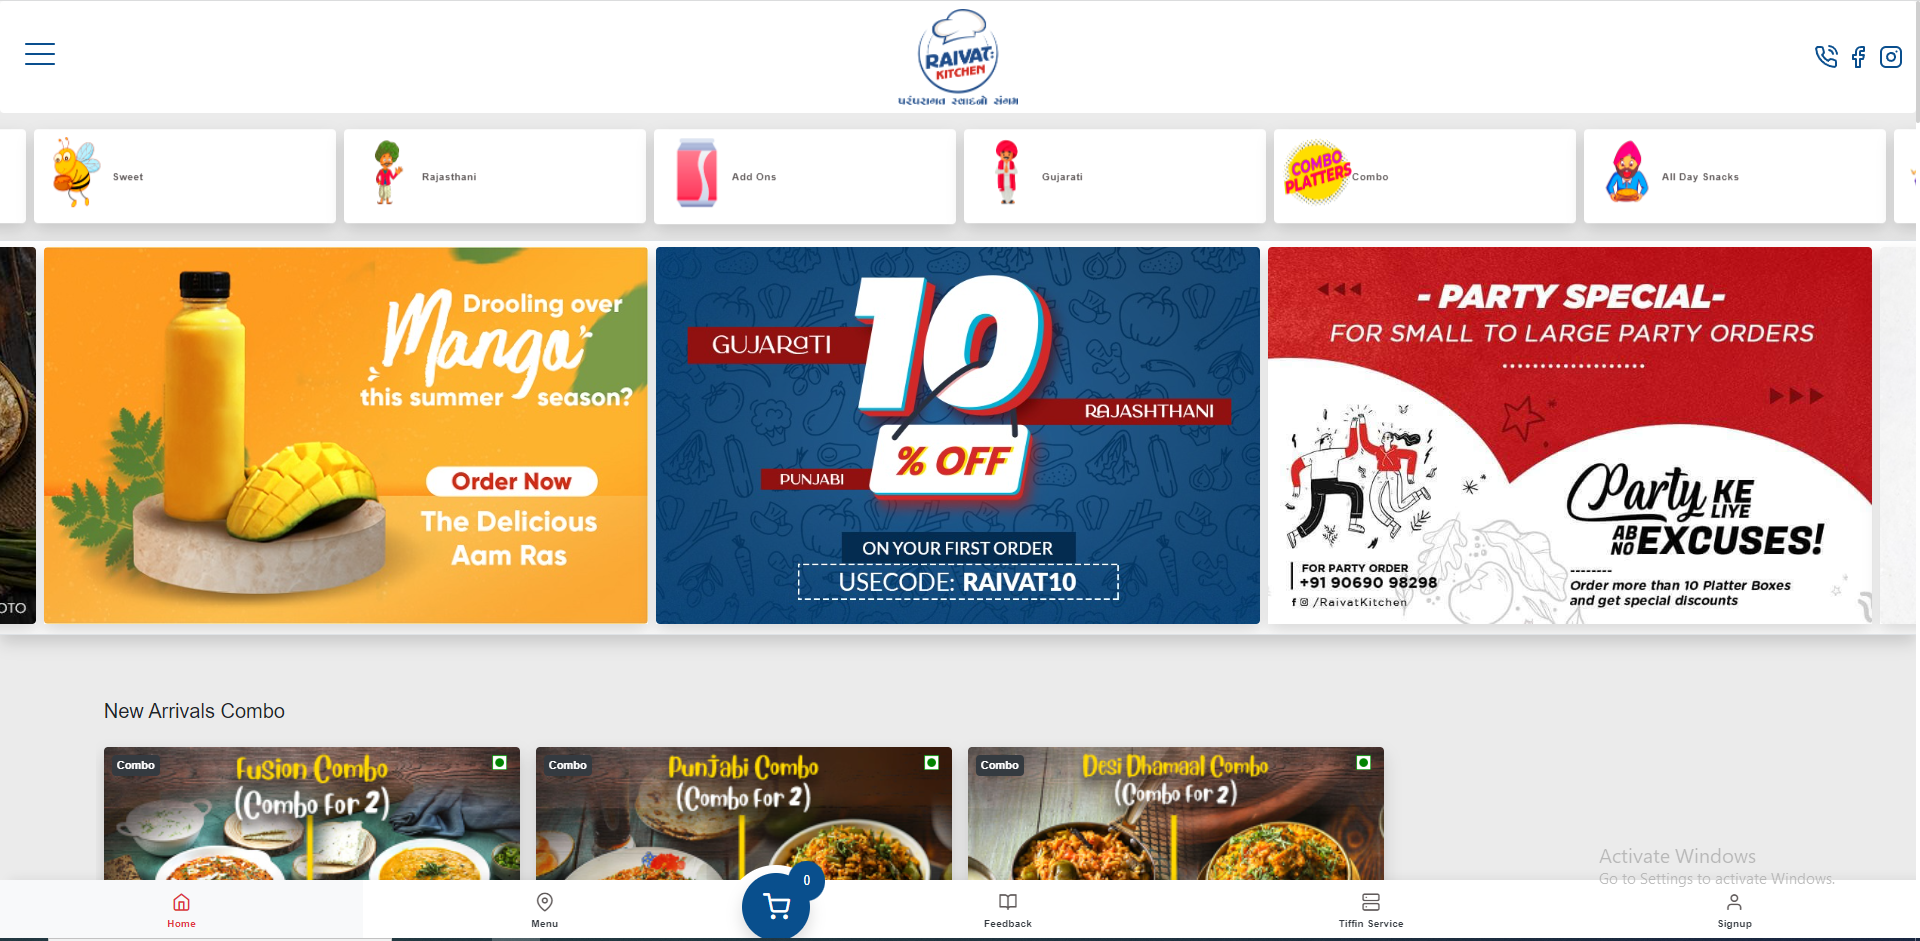 RAIVAT
KITCHEN
પરંપરાગત સ્વાદનો સંગમ
Sweet
Rajasthani
Add Ons
Gujarati
COMBO
PLATTERS
Combo
All Day Snacks
OTO
Drooling over
Mango
this summer season?
Order Now
The Delicious
Aam Ras
GUJARATI
10
RAJASHTHANI
% OFF
PUNJABI
ON YOUR FIRST ORDER
USECODE: RAIVAT10
- PARTY SPECIAL-
FOR SMALL TO LARGE PARTY ORDERS
Party KE
LIYE
AB
NO EXCUSES!
FOR PARTY ORDER
+91 90690 98298
/RaivatKitchen
--------
Order more than 10 Platter Boxes
and get special discounts
New Arrivals Combo
Combo
Fusion Combo
(Combo For 2)
Combo
Punjabi Combo
(Combo For 2)
Combo
Desi Dhamaal Combo
(Combo For 2)
Activate Windows
Go to Settings to activate Windows.
0
Home
Menu
Feedback
Tiffin Service
Signup